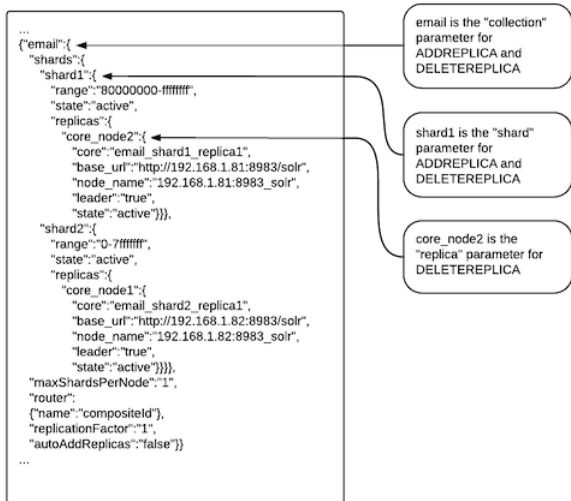 ...
{"email":{
"shards":{
"shard1":{
"range":"80000000-ffffffff",
"state":"active",
"replicas":{
"core_node2":{
"core":"email_shard1_replica1",
"base_url":"http://192.168.1.81:8983/solr",
"node_name":"192.168.1.81:8983_solr",
"leader":"true",
"state":"active"}}},
"shard2":{
"range":"0-7fffffff",
"state":"active",
"replicas":{
"core_node1":{
"core":"email_shard2_replica1",
"base_url":"http://192.168.1.82:8983/solr",
"node_name":"192.168.1.82:8983_solr",
"leader":"true",
"state":"active"}}}},
"maxShardsPerNode":"1",
"router":
{"name":"compositeId"},
"replicationFactor":"1",
"autoAddReplicas":"false"}}
...
email is the "collection"
parameter for
ADDREPLICA and
DELETEREPLICA
shard1 is the "shard"
parameter for
ADDREPLICA and
DELETEREPLICA
core_node2 is the
"replica" parameter for
DELETEREPLICA